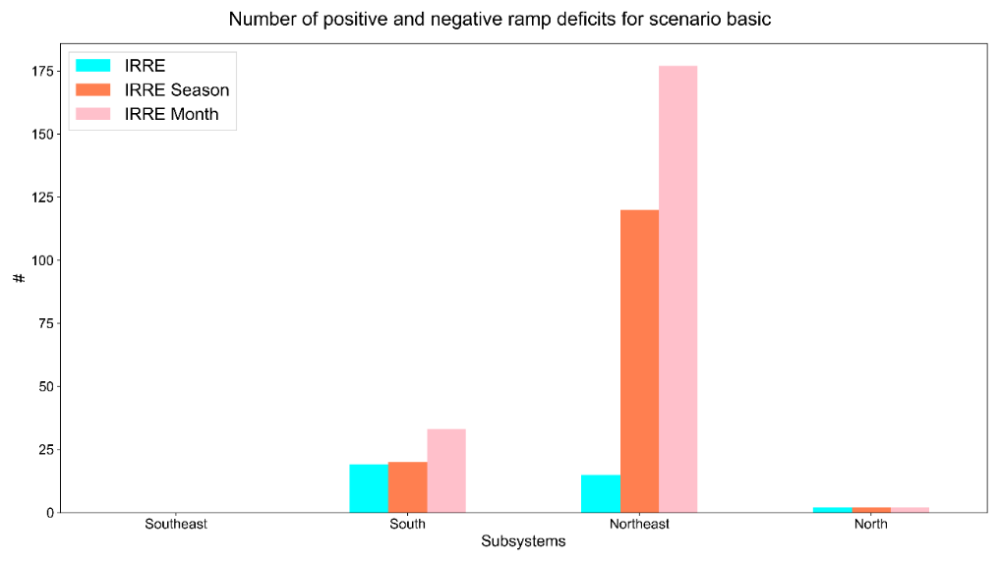 Number of positive and negative ramp deficits for scenario basic
IRRE
IRRE Season
IRRE Month
175
150
125
100
75
50
25
0
#
Southeast South Northeast North
Subsystems